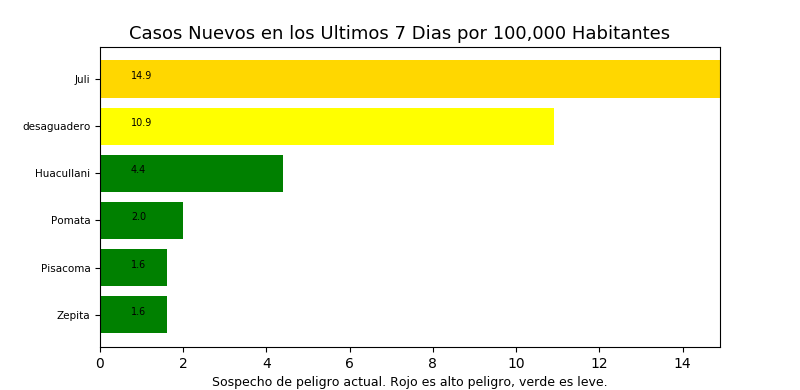 Casos Nuevos en los Ultimos 7 Dias por 100,000 Habitantes
Juli 14.9
desaguadero 10.9
Huacullani 4.4
Pomata 2.0
Pisacoma 1.6
Zepita 1.6
0 2 4 6 8 10 12 14
Sospecho de peligro actual. Rojo es alto peligro, verde es leve.